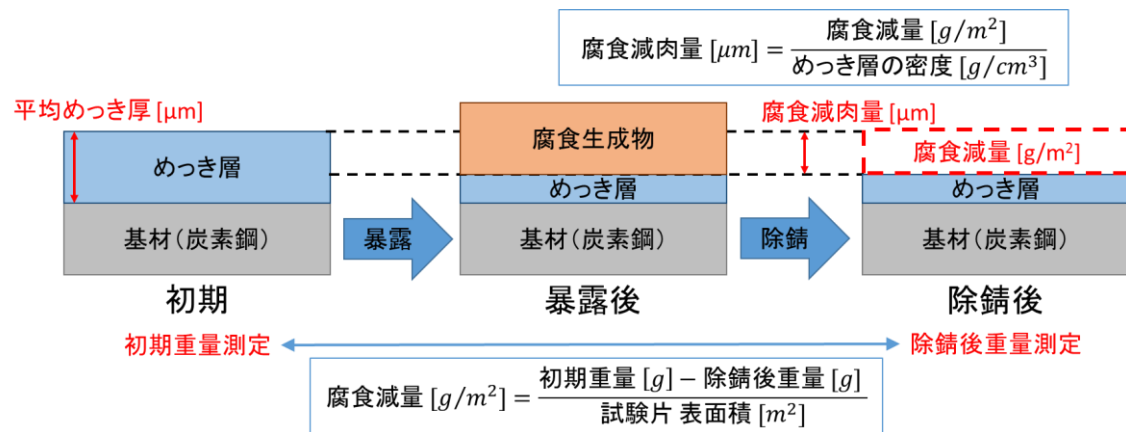 腐食減肉量 [μm] = 腐食減量 [g/m²] / めっき層の密度 [g/cm³]
平均めっき厚 [μm]
腐食減肉量 [μm]
めっき層
腐食生成物
腐食減量 [g/m²]
めっき層
めっき層
基材(炭素鋼)
暴露
基材(炭素鋼)
除錆
基材(炭素鋼)
初期
暴露後
除錆後
初期重量測定
除錆後重量測定
腐食減量 [g/m²] = 初期重量 [g] − 除錆後重量 [g] / 試験片 表面積 [m²]